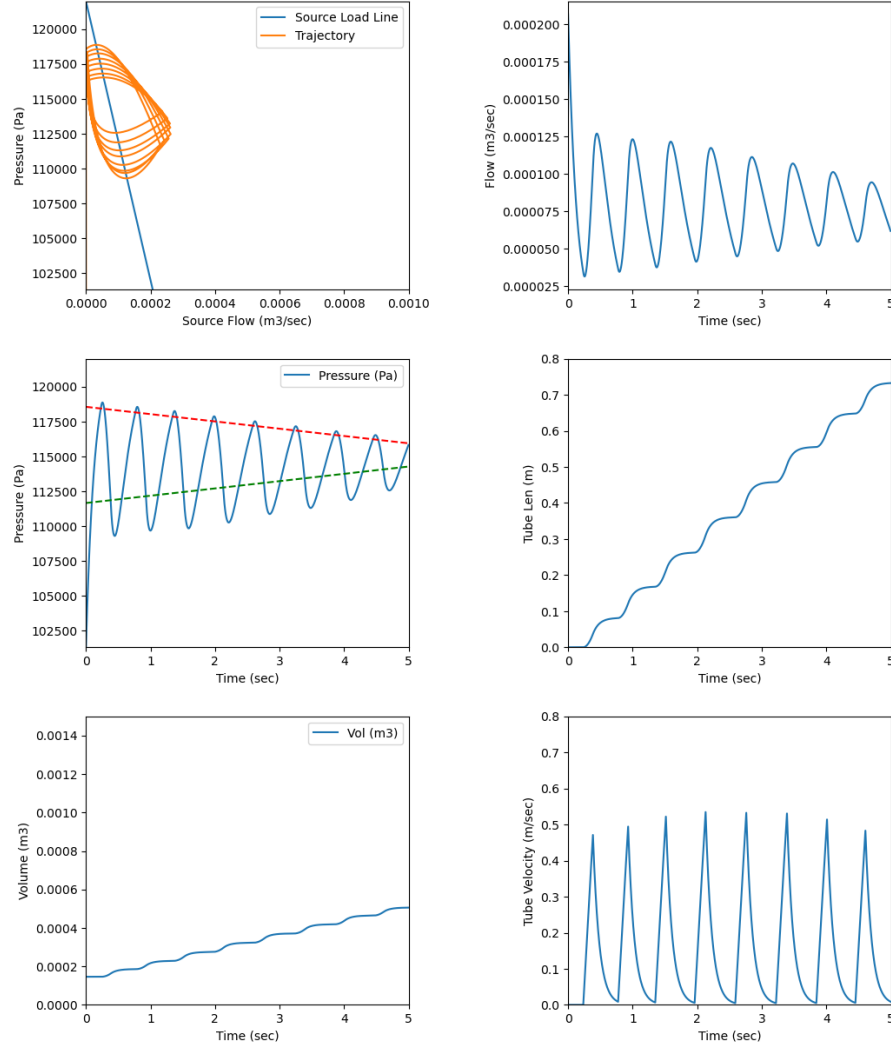 120000
117500
115000
112500
110000
107500
105000
102500
Pressure (Pa)
Source Load Line
Trajectory
0.0000 0.0002 0.0004 0.0006 0.0008 0.0010
Source Flow (m3/sec)
0.000200
0.000175
0.000150
0.000125
0.000100
0.000075
0.000050
0.000025
Flow (m3/sec)
0 1 2 3 4 5
Time (sec)
120000
117500
115000
112500
110000
107500
105000
102500
Pressure (Pa)
Pressure (Pa)
0 1 2 3 4 5
Time (sec)
0.8
0.7
0.6
0.5
0.4
0.3
0.2
0.1
0.0
Tube Len (m)
0 1 2 3 4 5
Time (sec)
0.0014
0.0012
0.0010
0.0008
0.0006
0.0004
0.0002
0.0000
Volume (m3)
Vol (m3)
0 1 2 3 4 5
Time (sec)
0.8
0.7
0.6
0.5
0.4
0.3
0.2
0.1
0.0
Tube Velocity (m/sec)
0 1 2 3 4 5
Time (sec)